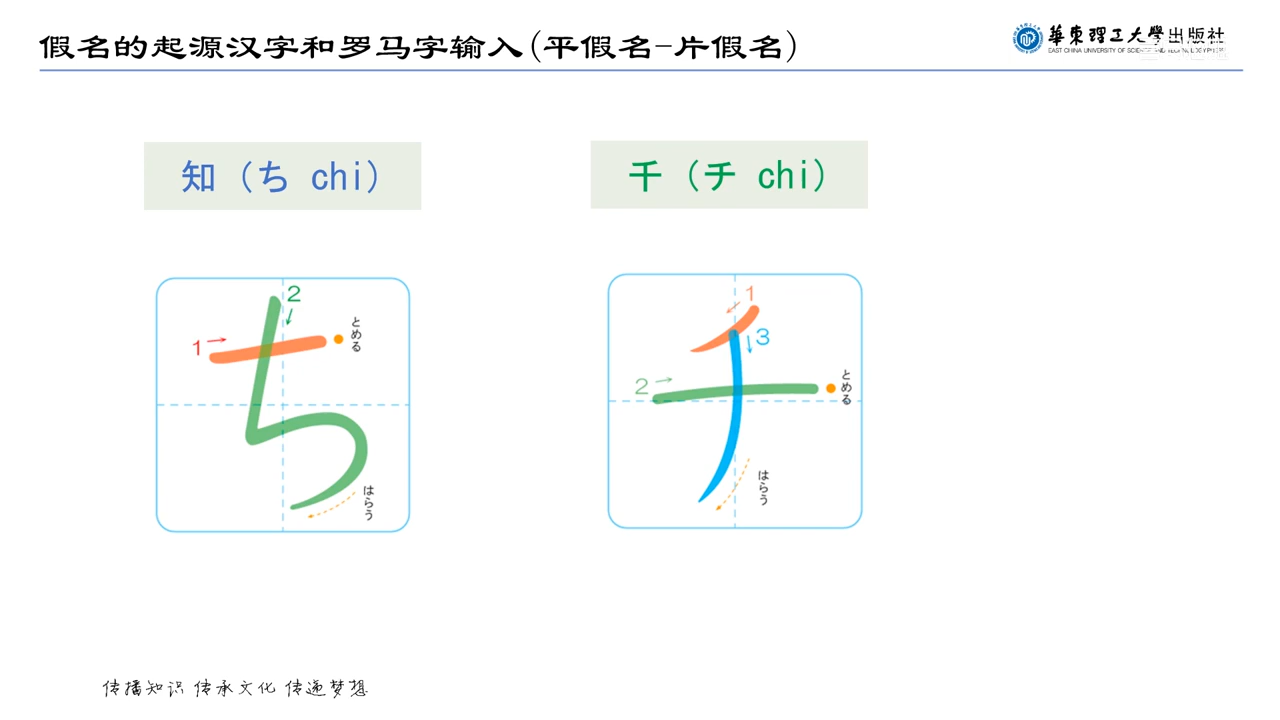 假名的起源汉字和罗马字输入(平假名-片假名)
華東理工大學出版社
EAST CHINA UNIVERSITY OF SCIENCE AND TECHNOLOGY PRESS
知（ち chi）
千（チ chi）
1
2
とめる
はらう
1
2
3
とめる
はらう
传播知识 传承文化 传递梦想